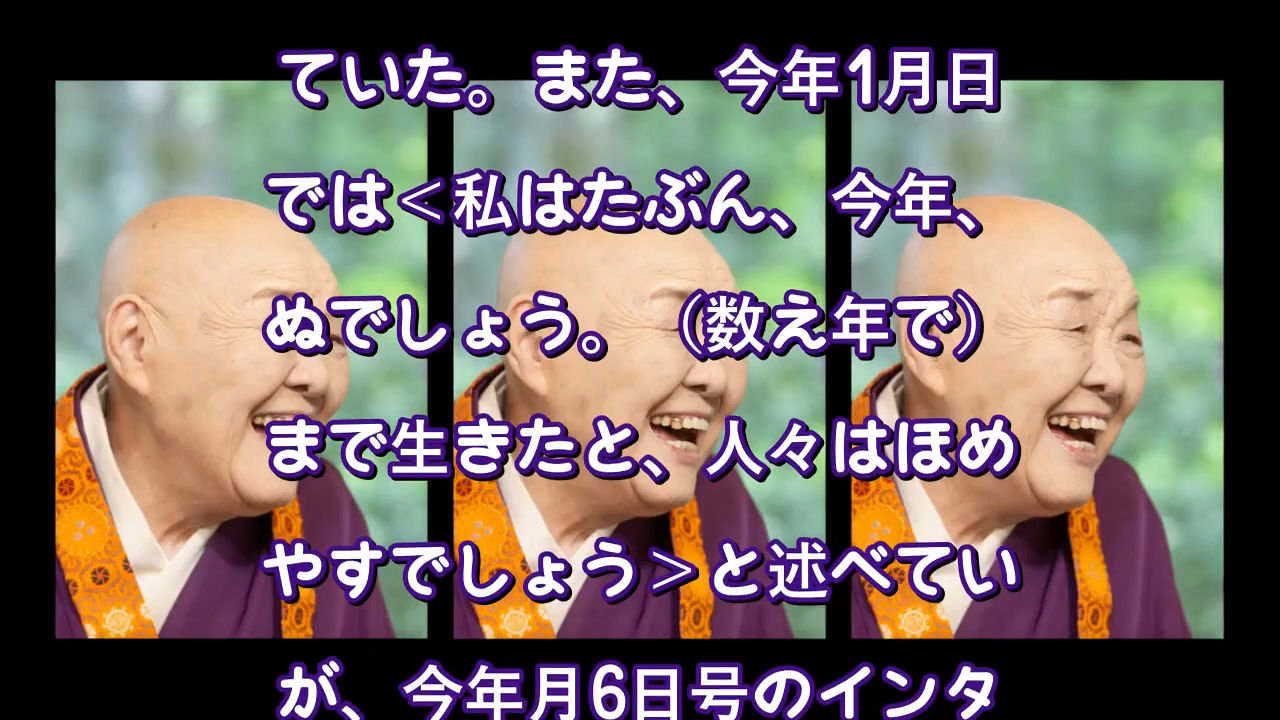 ていた。また、今年1月日
では＜私はたぶん、今年、
ぬでしょう。（数え年で）
まで生きたと、人々はほめ
やすでしょう＞と述べてい
が、今年月6日号のインタ